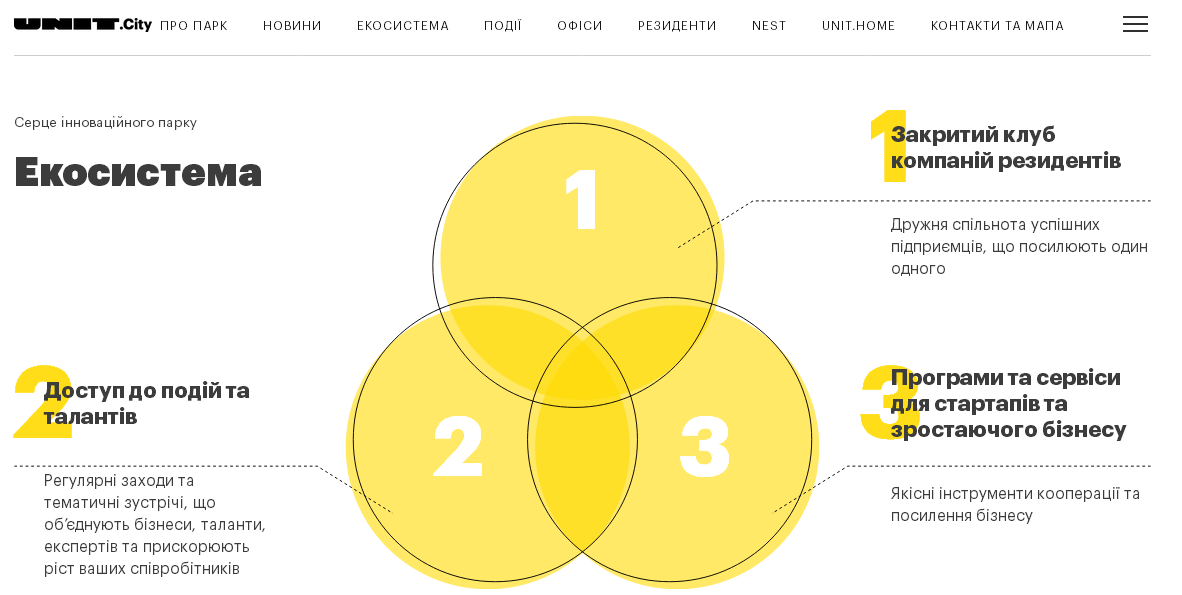 UNIT.City ПРО ПАРК НОВИНИ ЕКОСИСТЕМА ПОДІЇ ОФІСИ РЕЗИДЕНТИ NEST UNIT.HOME КОНТАКТИ ТА МАПА
Серце інноваційного парку
Екосистема
1
1
Закритий клуб
компаній резидентів
Дружня спільнота успішних
підприємців, що посилюють один
одного
2
Доступ до подій та
талантів
Регулярні заходи та
тематичні зустрічі, що
об’єднують бізнеси, таланти,
експертів та прискорюють
ріст ваших співробітників
2
3
3
Програми та сервіси
для стартапів та
зростаючого бізнесу
Якісні інструменти кооперації та
посилення бізнесу